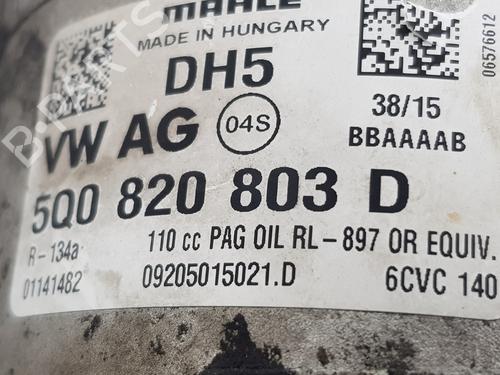 MAHLE
MADE IN HUNGARY
06576612
DH5
38/15
VW AG 04S
BBAAAAB
5Q0 820 803 D
R-134a 110 cc PAG OIL RL-897 OR EQUIV.
01141482 09205015021.D 6CVC 140
B-PARTS